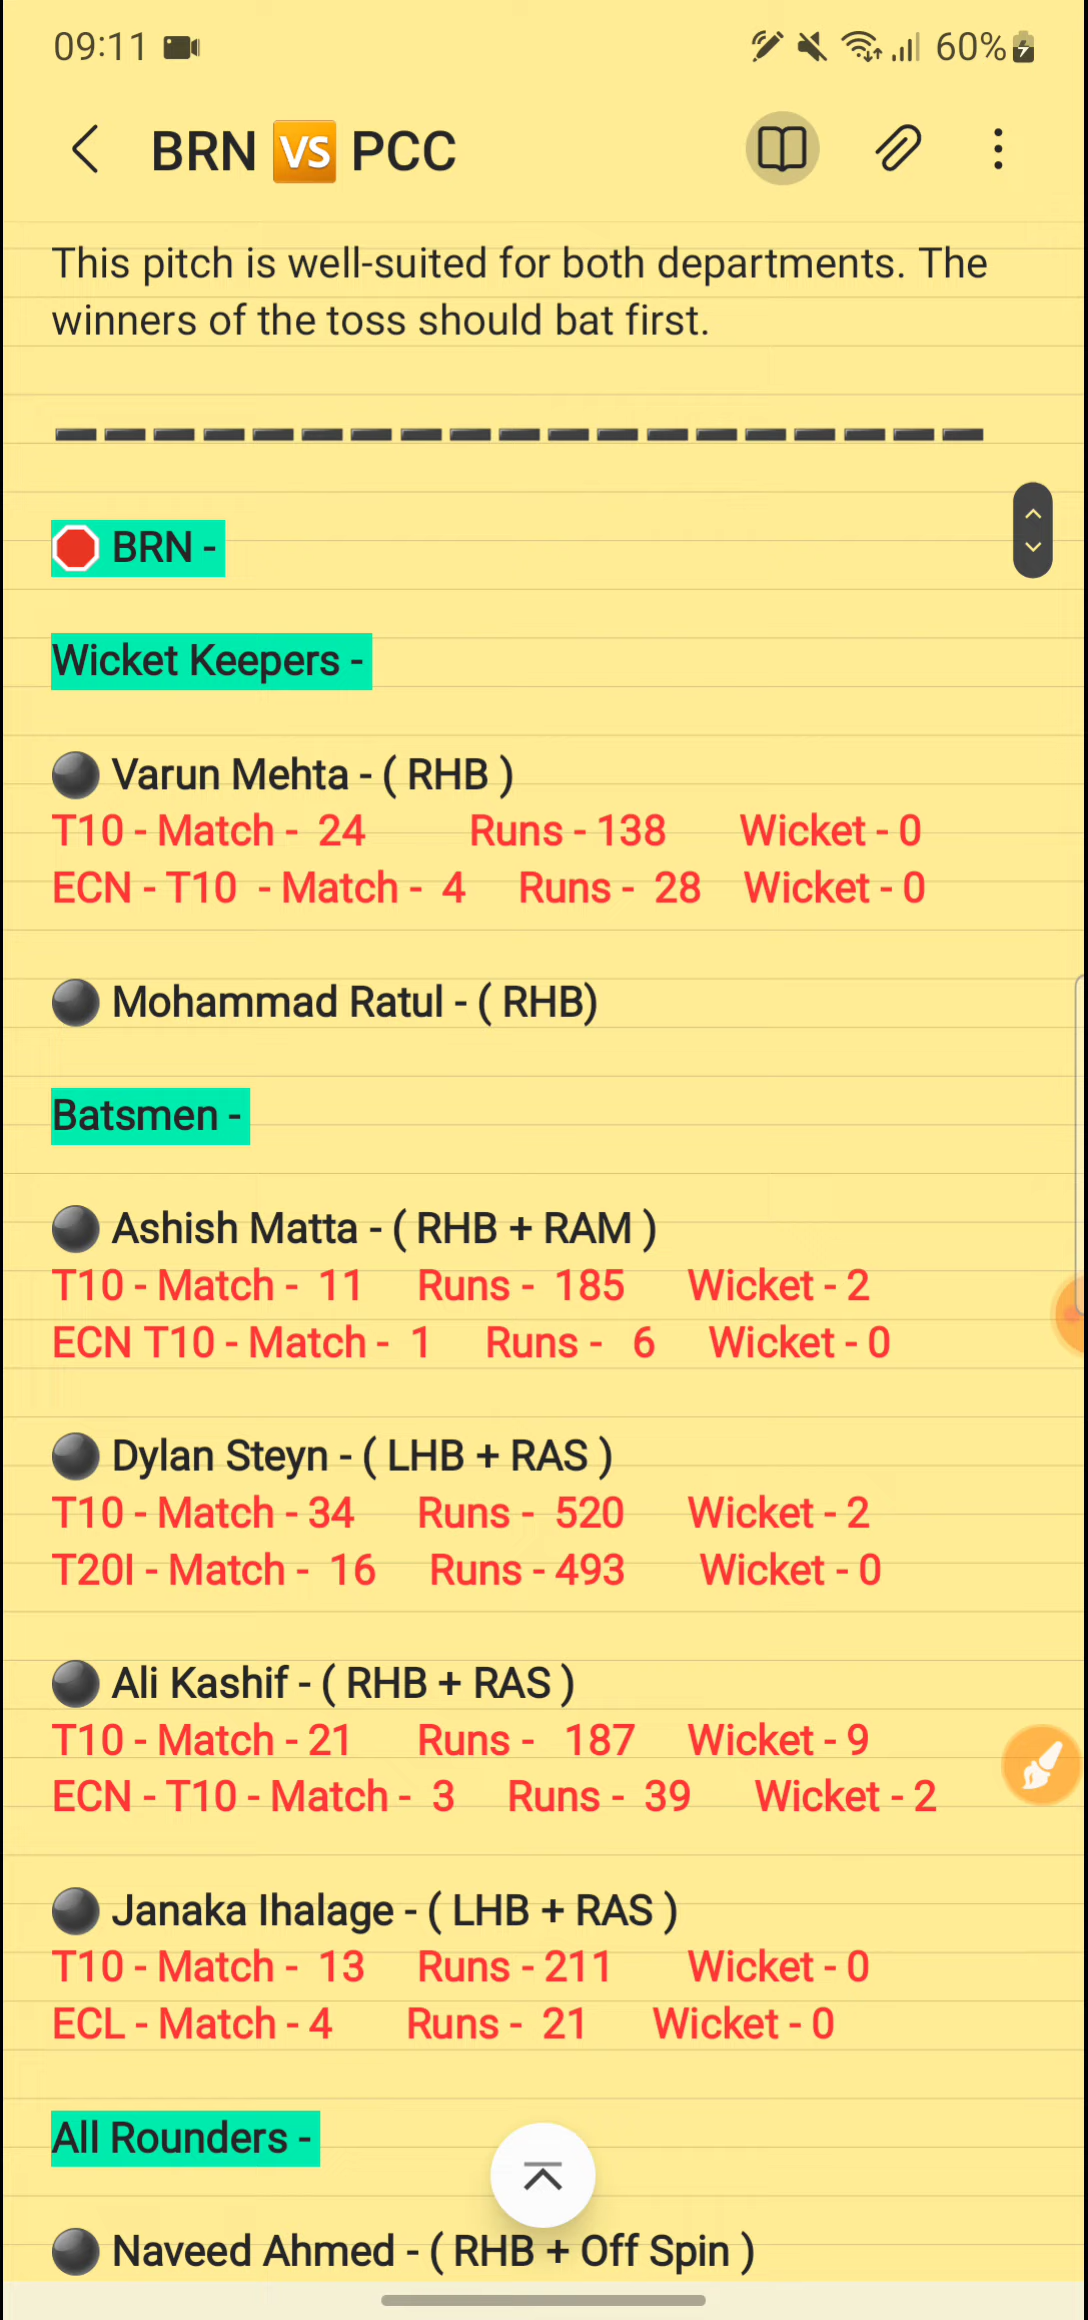 09:11 60%
BRN 🆚 PCC
This pitch is well-suited for both departments. The
winners of the toss should bat first.
🛑 BRN -
Wicket Keepers -
Varun Mehta - ( RHB )
T10 - Match - 24 Runs - 138 Wicket - 0
ECN - T10 - Match - 4 Runs - 28 Wicket - 0
Mohammad Ratul - ( RHB)
Batsmen -
Ashish Matta - ( RHB + RAM )
T10 - Match - 11 Runs - 185 Wicket - 2
ECN T10 - Match - 1 Runs - 6 Wicket - 0
Dylan Steyn - ( LHB + RAS )
T10 - Match - 34 Runs - 520 Wicket - 2
T20I - Match - 16 Runs - 493 Wicket - 0
Ali Kashif - ( RHB + RAS )
T10 - Match - 21 Runs - 187 Wicket - 9
ECN - T10 - Match - 3 Runs - 39 Wicket - 2
Janaka Ihalage - ( LHB + RAS )
T10 - Match - 13 Runs - 211 Wicket - 0
ECL - Match - 4 Runs - 21 Wicket - 0
All Rounders -
Naveed Ahmed - ( RHB + Off Spin )